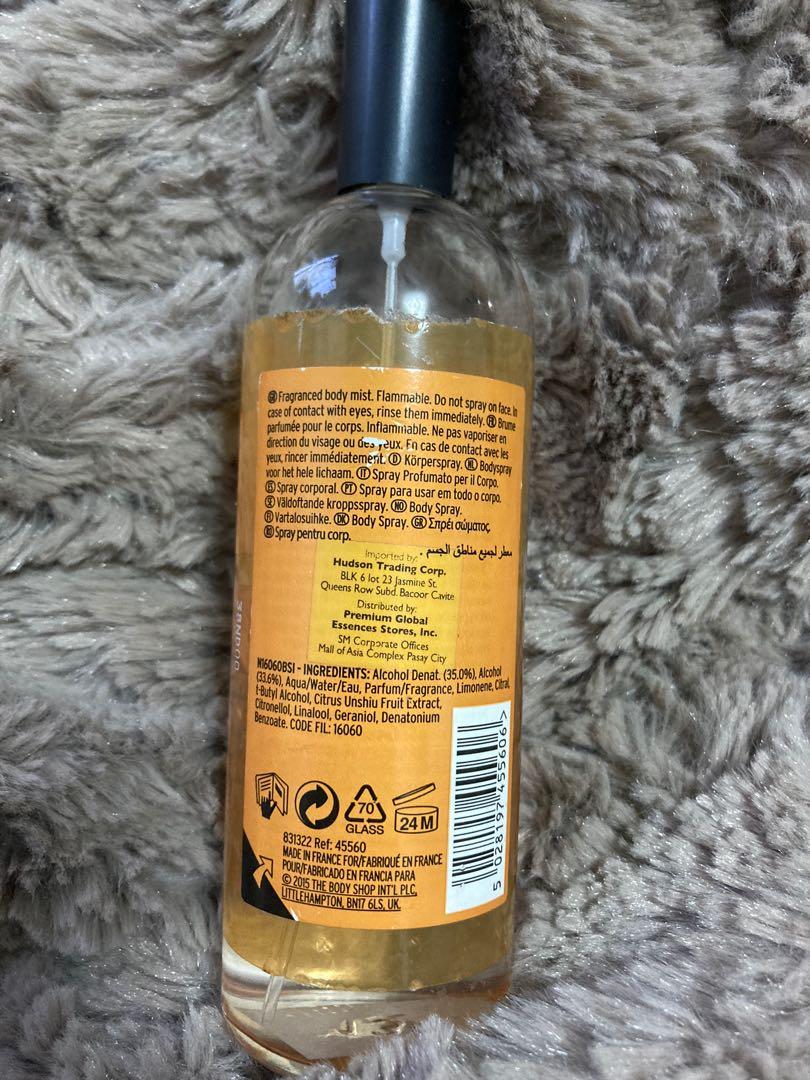 GB Fragranced body mist. Flammable. Do not spray on face. In
case of contact with eyes, rinse them immediately. FR Brume
parfumée pour le corps. Inflammable. Ne pas vaporiser en
direction du visage ou des yeux. En cas de contact avec les
yeux, rincer immédiatement. D Körperspray. NL Bodyspray
voor het hele lichaam. IT Spray Profumato per il Corpo.
ES Spray corporal. PT Spray para usar em todo o corpo.
SE Väldoftande kroppsspray. NO Body Spray.
FI Vartalosuihke. DK Body Spray. GR Σπρέι σώματος.
RO Spray pentru corp.
معطر لجميع مناطق الجسم .
Imported by:
Hudson Trading Corp.
BLK 6 lot 23 Jasmine St.
Queens Row Subd. Bacoor Cavite
Distributed by:
Premium Global
Essences Stores, Inc.
SM Corporate Offices
Mall of Asia Complex Pasay City
N16060BSI - INGREDIENTS: Alcohol Denat. (35.0%), Alcohol
(33.6%), Aqua/Water/Eau, Parfum/Fragrance, Limonene, Citral,
t-Butyl Alcohol, Citrus Unshiu Fruit Extract,
Citronellol, Linalool, Geraniol, Denatonium
Benzoate. CODE FIL: 16060
70
GLASS
24 M
831322 Ref: 45560
MADE IN FRANCE FOR/FABRIQUÉ EN FRANCE
POUR/FABRICADO EN FRANCIA PARA
© 2015 THE BODY SHOP INT'L PLC,
LITTLEHAMPTON, BN17 6LS, UK.
5 028197 455606 >